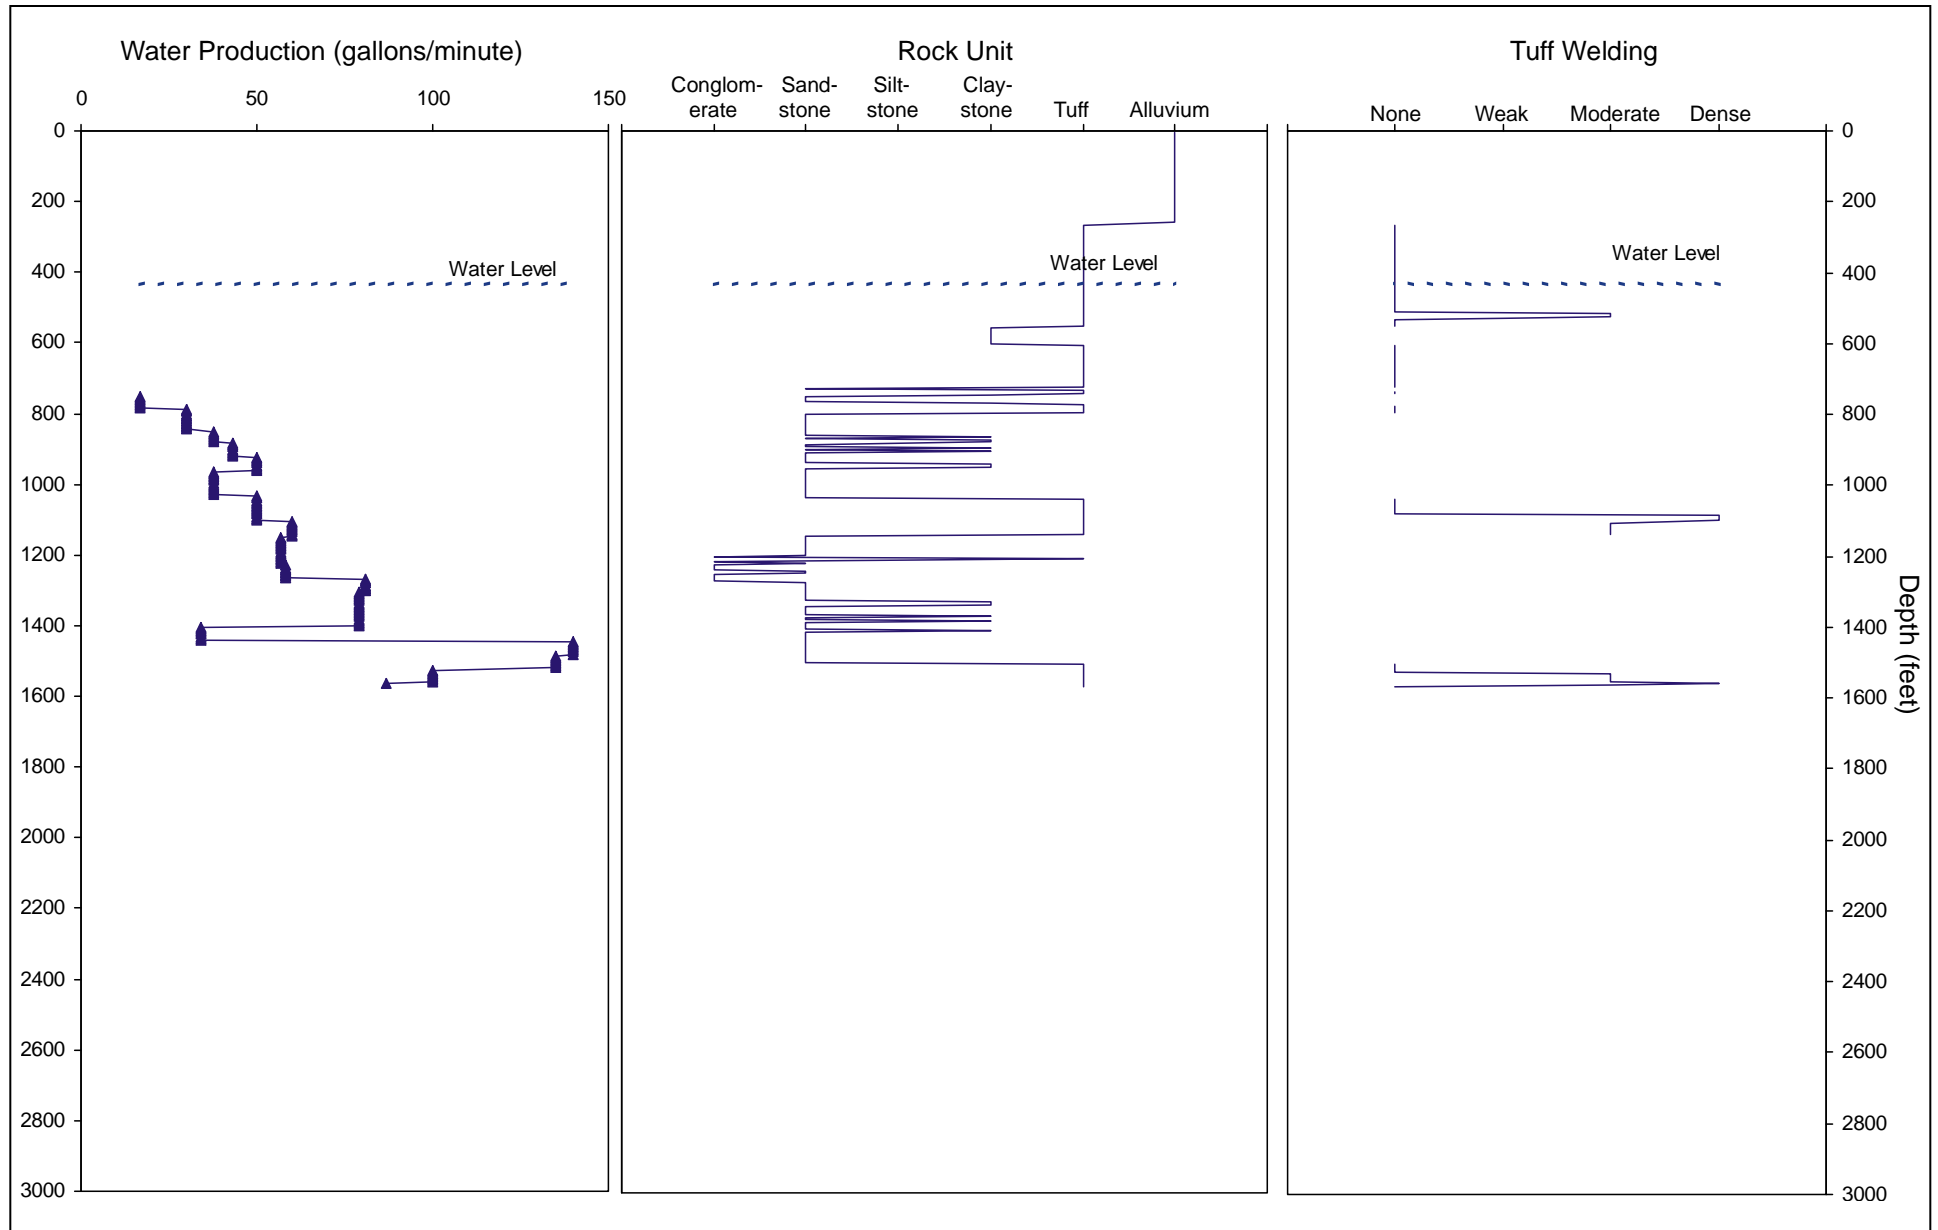 Water Production (gallons/minute)
0 50 100 150
0
200
400
600
800
1000
1200
1400
1600
1800
2000
2200
2400
2600
2800
3000
Water Level
Rock Unit
Conglom-
erate
Sand-
stone
Silt-
stone
Clay-
stone
Tuff
Alluvium
Water Level
Tuff Welding
None Weak Moderate Dense
Water Level
0
200
400
600
800
1000
1200
1400
1600
1800
2000
2200
2400
2600
2800
3000
Depth (feet)